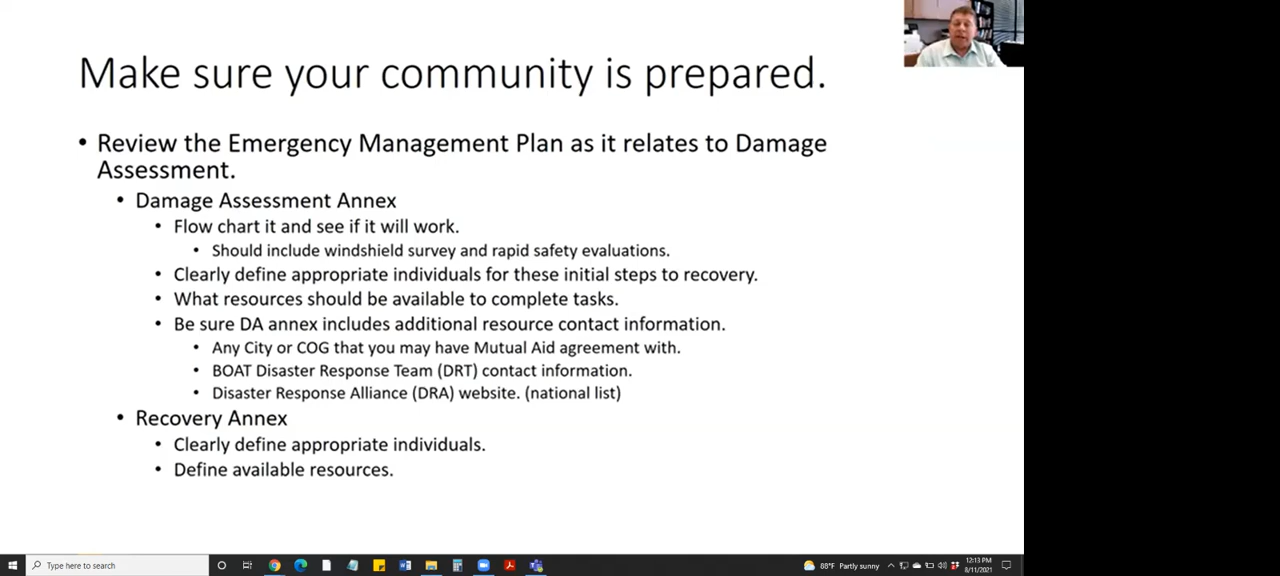 Make sure your community is prepared.
• Review the Emergency Management Plan as it relates to Damage
Assessment.
• Damage Assessment Annex
• Flow chart it and see if it will work.
• Should include windshield survey and rapid safety evaluations.
• Clearly define appropriate individuals for these initial steps to recovery.
• What resources should be available to complete tasks.
• Be sure DA annex includes additional resource contact information.
• Any City or COG that you may have Mutual Aid agreement with.
• BOAT Disaster Response Team (DRT) contact information.
• Disaster Response Alliance (DRA) website. (national list)
• Recovery Annex
• Clearly define appropriate individuals.
• Define available resources.
Type here to search
88°F Partly sunny
12:13 PM
8/11/2021